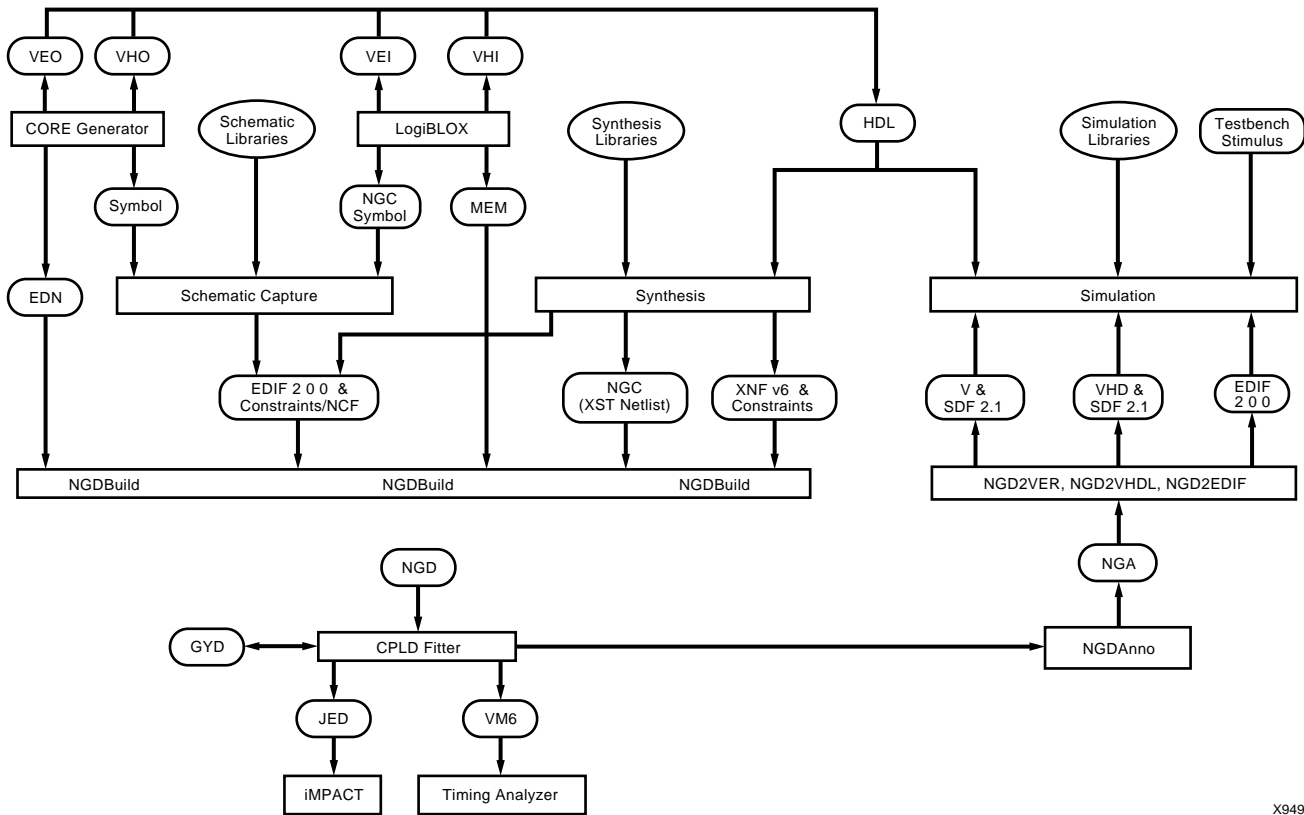 VEO
VHO
VEI
VHI
CORE Generator
Schematic
Libraries
LogiBLOX
Synthesis
Libraries
HDL
Simulation
Libraries
Testbench
Stimulus
Symbol
NGC
Symbol
MEM
EDN
Schematic Capture
Synthesis
Simulation
EDIF 2 0 0 &
Constraints/NCF
NGC
(XST Netlist)
XNF v6 &
Constraints
V &
SDF 2.1
VHD &
SDF 2.1
EDIF
2 0 0
NGDBuild
NGDBuild
NGDBuild
NGD2VER, NGD2VHDL, NGD2EDIF
NGD
NGA
GYD
CPLD Fitter
NGDAnno
JED
VM6
iMPACT
Timing Analyzer
X949